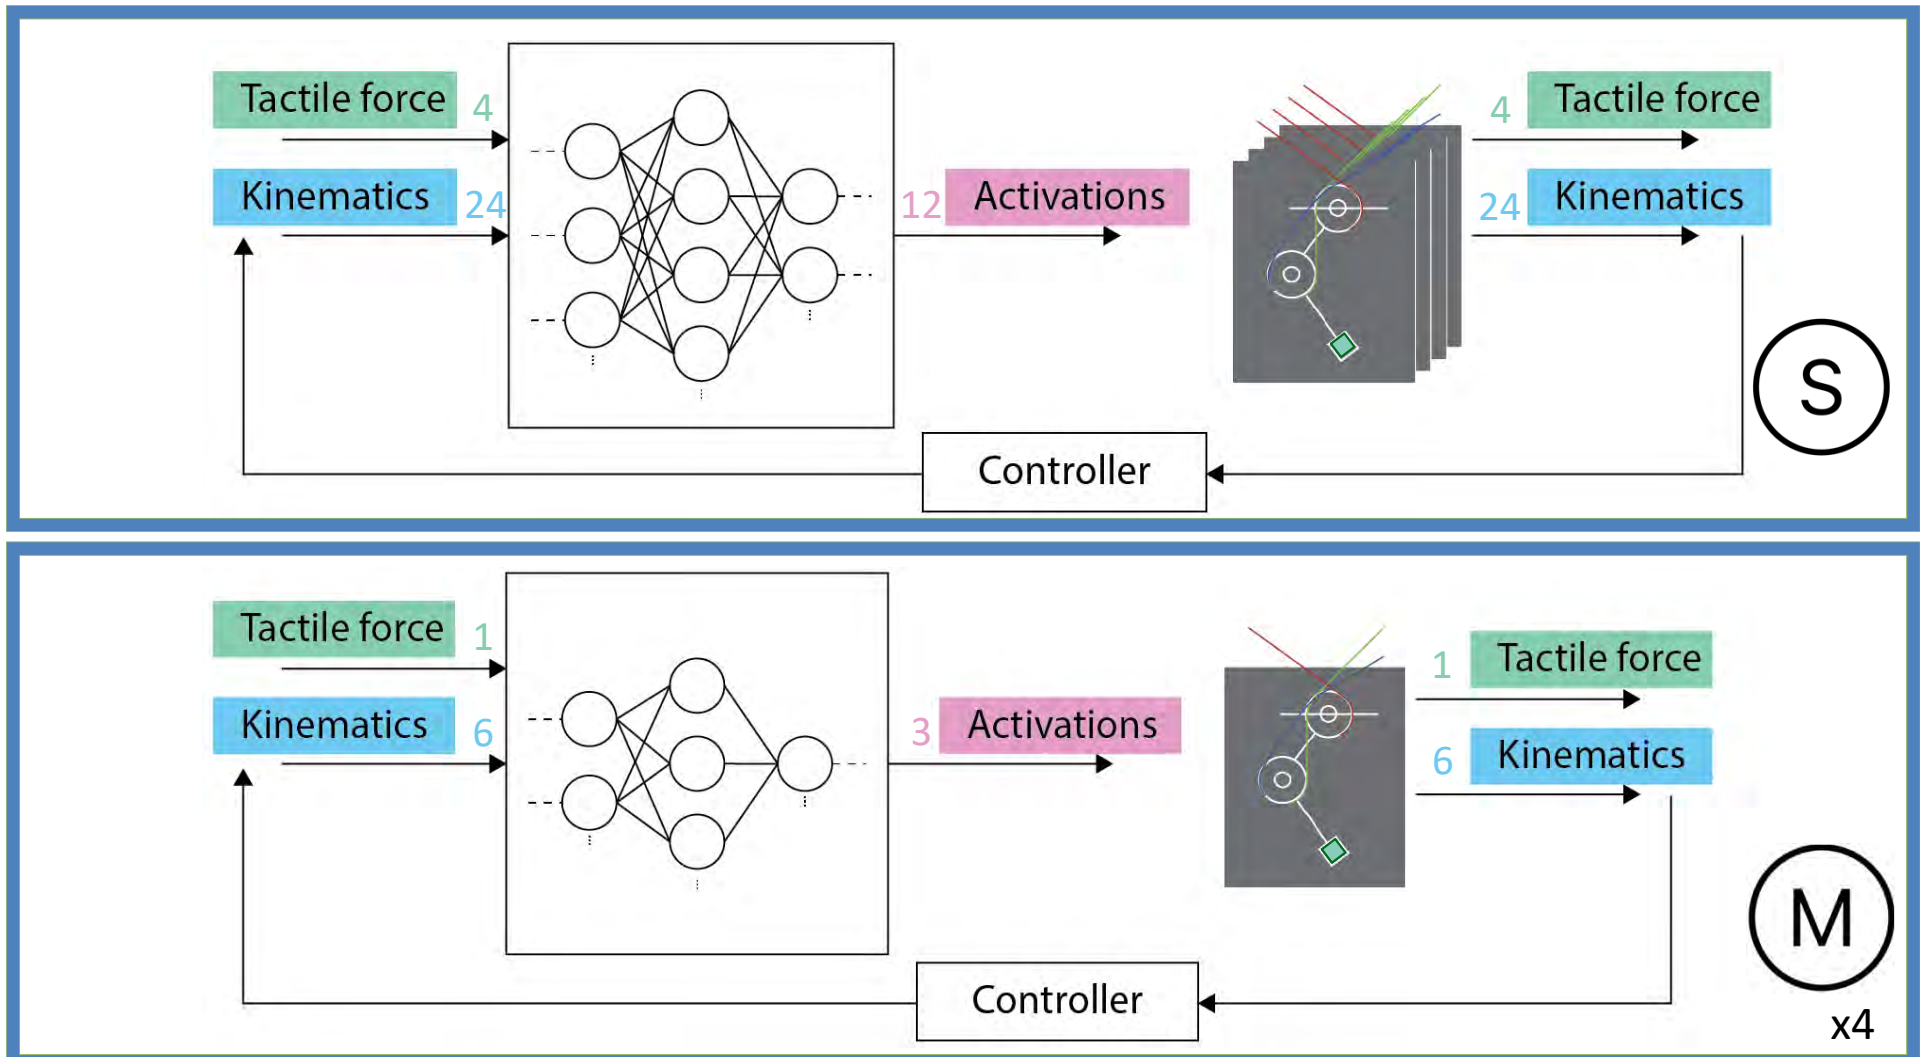 Tactile force 4
Kinematics 24
12 Activations
4 Tactile force
24 Kinematics
S
Controller
Tactile force 1
Kinematics 6
3 Activations
1 Tactile force
6 Kinematics
M
x4
Controller